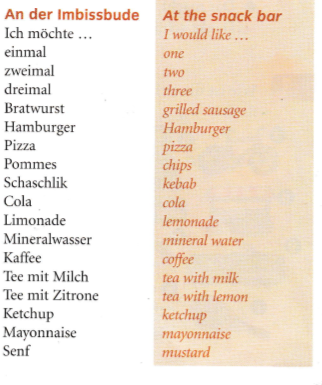 An der Imbissbude At the snack bar
Ich möchte … I would like …
einmal one
zweimal two
dreimal three
Bratwurst grilled sausage
Hamburger Hamburger
Pizza pizza
Pommes chips
Schaschlik kebab
Cola cola
Limonade lemonade
Mineralwasser mineral water
Kaffee coffee
Tee mit Milch tea with milk
Tee mit Zitrone tea with lemon
Ketchup ketchup
Mayonnaise mayonnaise
Senf mustard